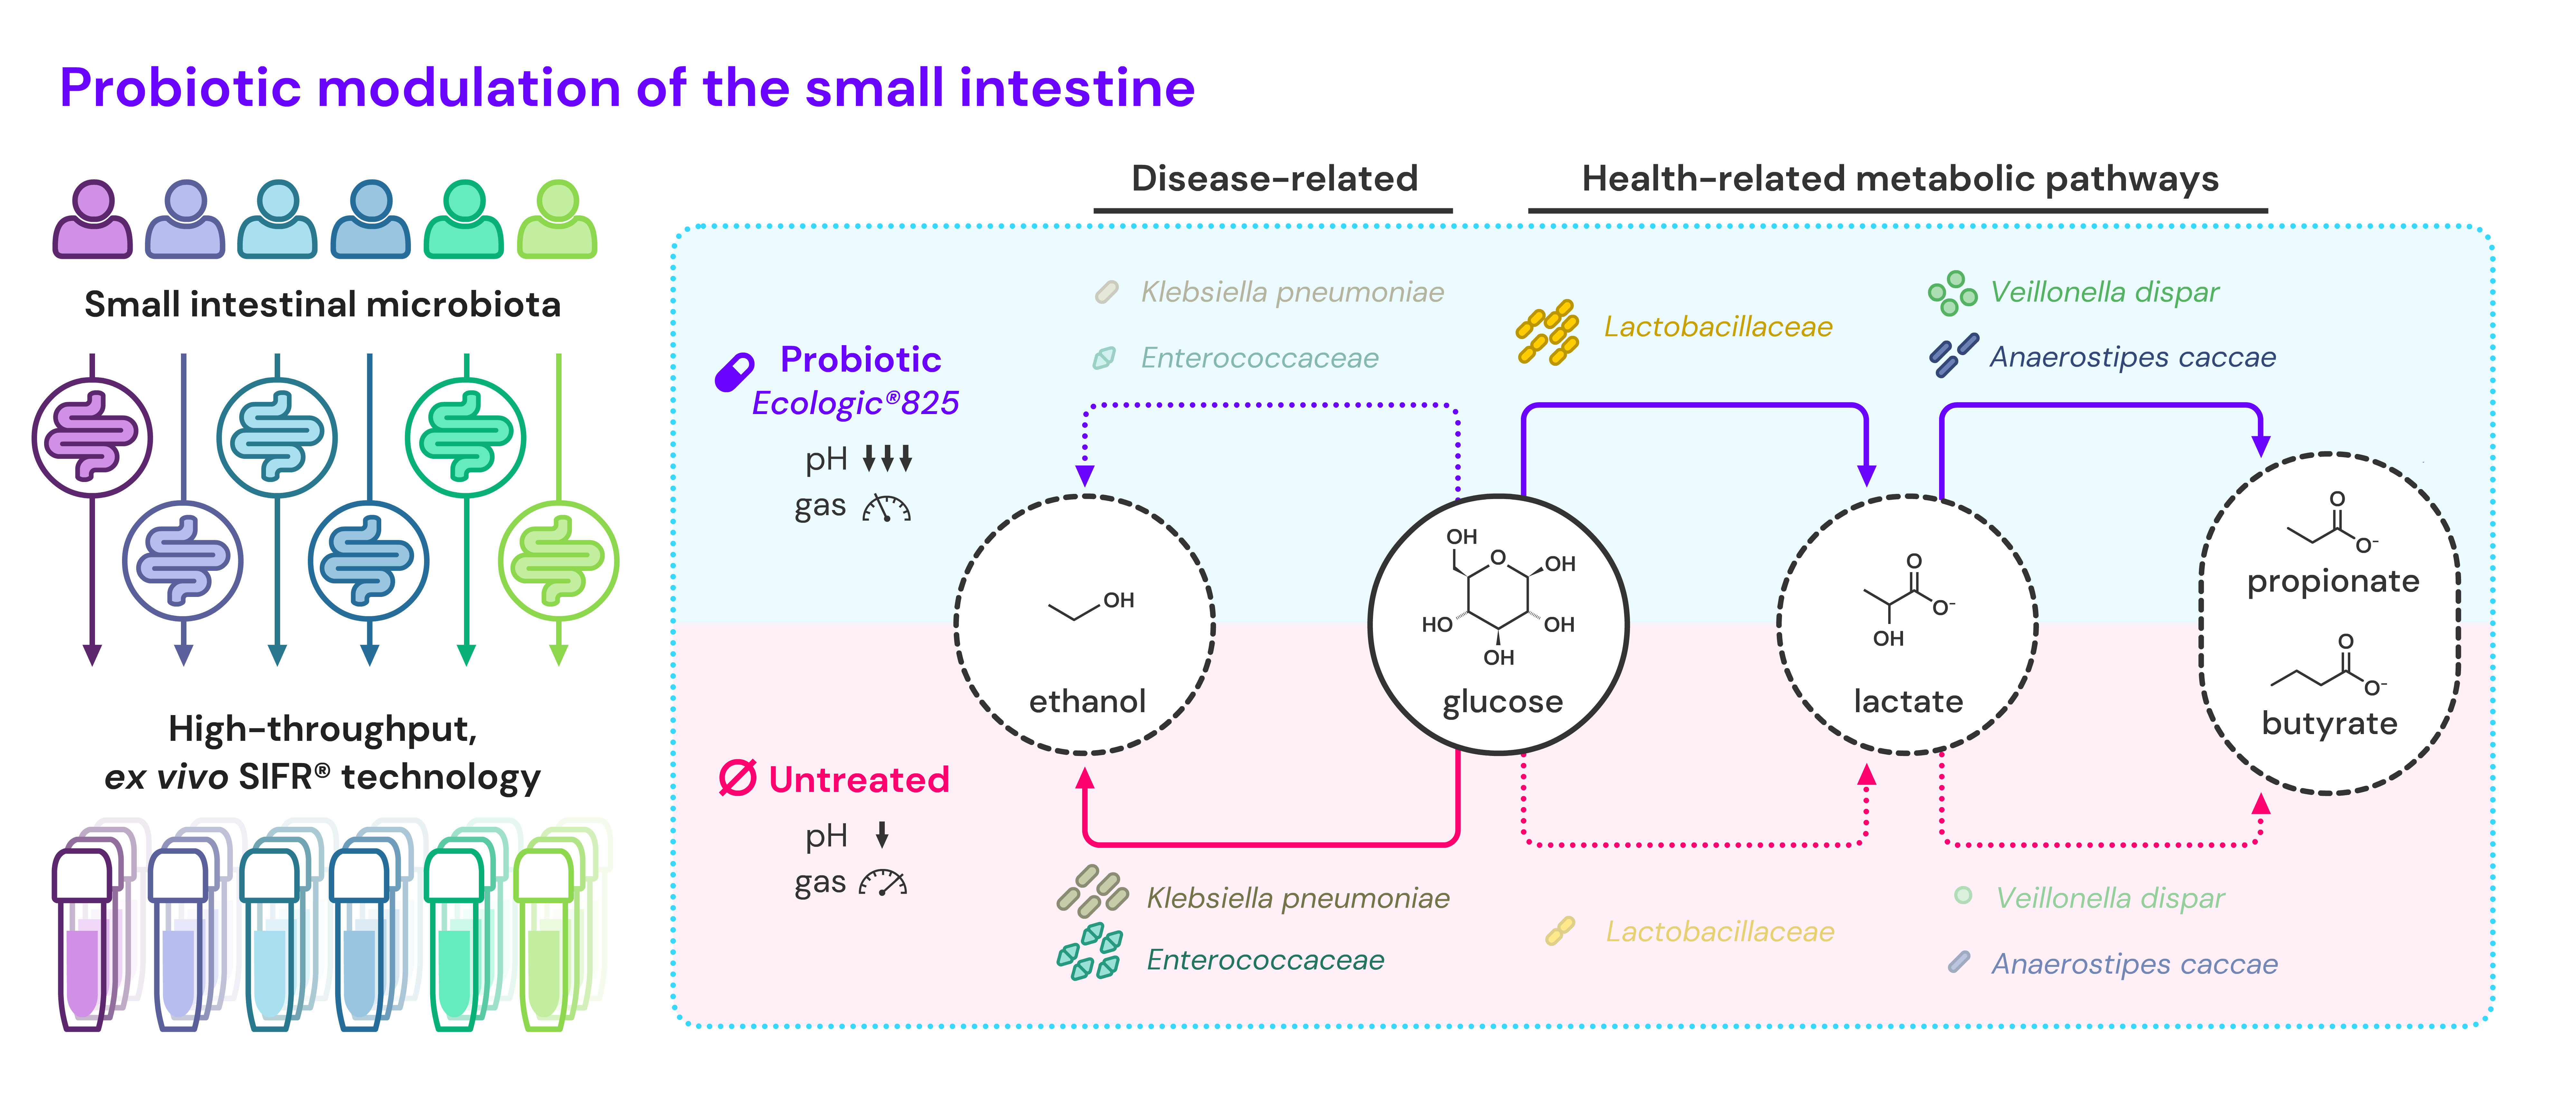 Probiotic modulation of the small intestine
Small intestinal microbiota
High-throughput,
ex vivo SIFR® technology
Disease-related
Health-related metabolic pathways
Probiotic
Ecologic®825
pH
gas
Klebsiella pneumoniae
Enterococcaceae
Lactobacillaceae
Veillonella dispar
Anaerostipes caccae
OH
ethanol
OH
O
OH
HO
OH
OH
glucose
O
O⁻
OH
lactate
O
O⁻
propionate
O
O⁻
butyrate
Untreated
pH
gas
Klebsiella pneumoniae
Enterococcaceae
Lactobacillaceae
Veillonella dispar
Anaerostipes caccae